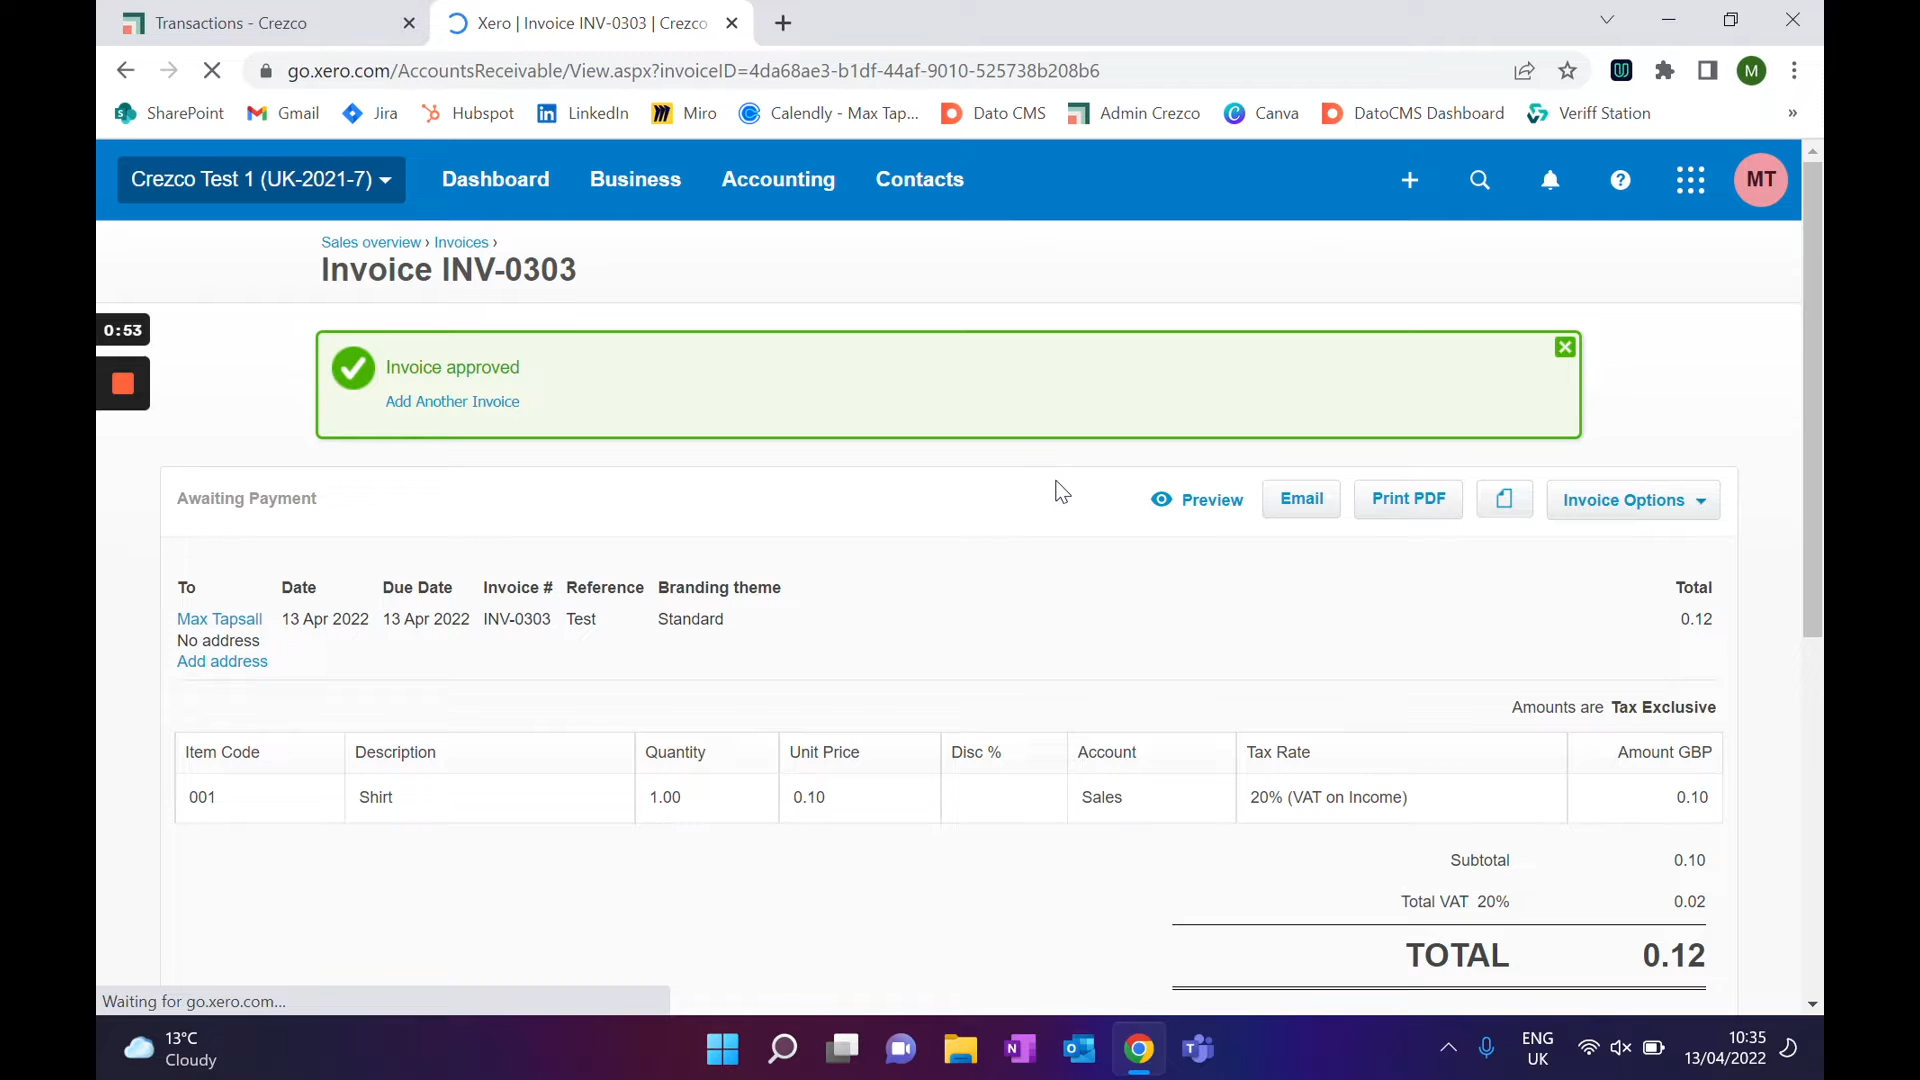 Transactions - Crezco
Xero | Invoice INV-0303 | Crezco
go.xero.com/AccountsReceivable/View.aspx?invoiceID=4da68ae3-b1df-44af-9010-525738b208b6
M
SharePoint Gmail Jira Hubspot LinkedIn Miro Calendly - Max Tap... Dato CMS Admin Crezco Canva DatoCMS Dashboard Veriff Station »
Crezco Test 1 (UK-2021-7) Dashboard Business Accounting Contacts MT
Sales overview › Invoices ›
Invoice INV-0303
0:53
Invoice approved
Add Another Invoice
Awaiting Payment Preview Email Print PDF Invoice Options
To Date Due Date Invoice # Reference Branding theme Total
Max Tapsall 13 Apr 2022 13 Apr 2022 INV-0303 Test Standard 0.12
No address
Add address
Amounts are Tax Exclusive
Item Code Description Quantity Unit Price Disc % Account Tax Rate Amount GBP
001 Shirt 1.00 0.10 Sales 20% (VAT on Income) 0.10
Subtotal 0.10
Total VAT 20% 0.02
TOTAL 0.12
Waiting for go.xero.com...
13°C
Cloudy
ENG
UK
10:35
13/04/2022